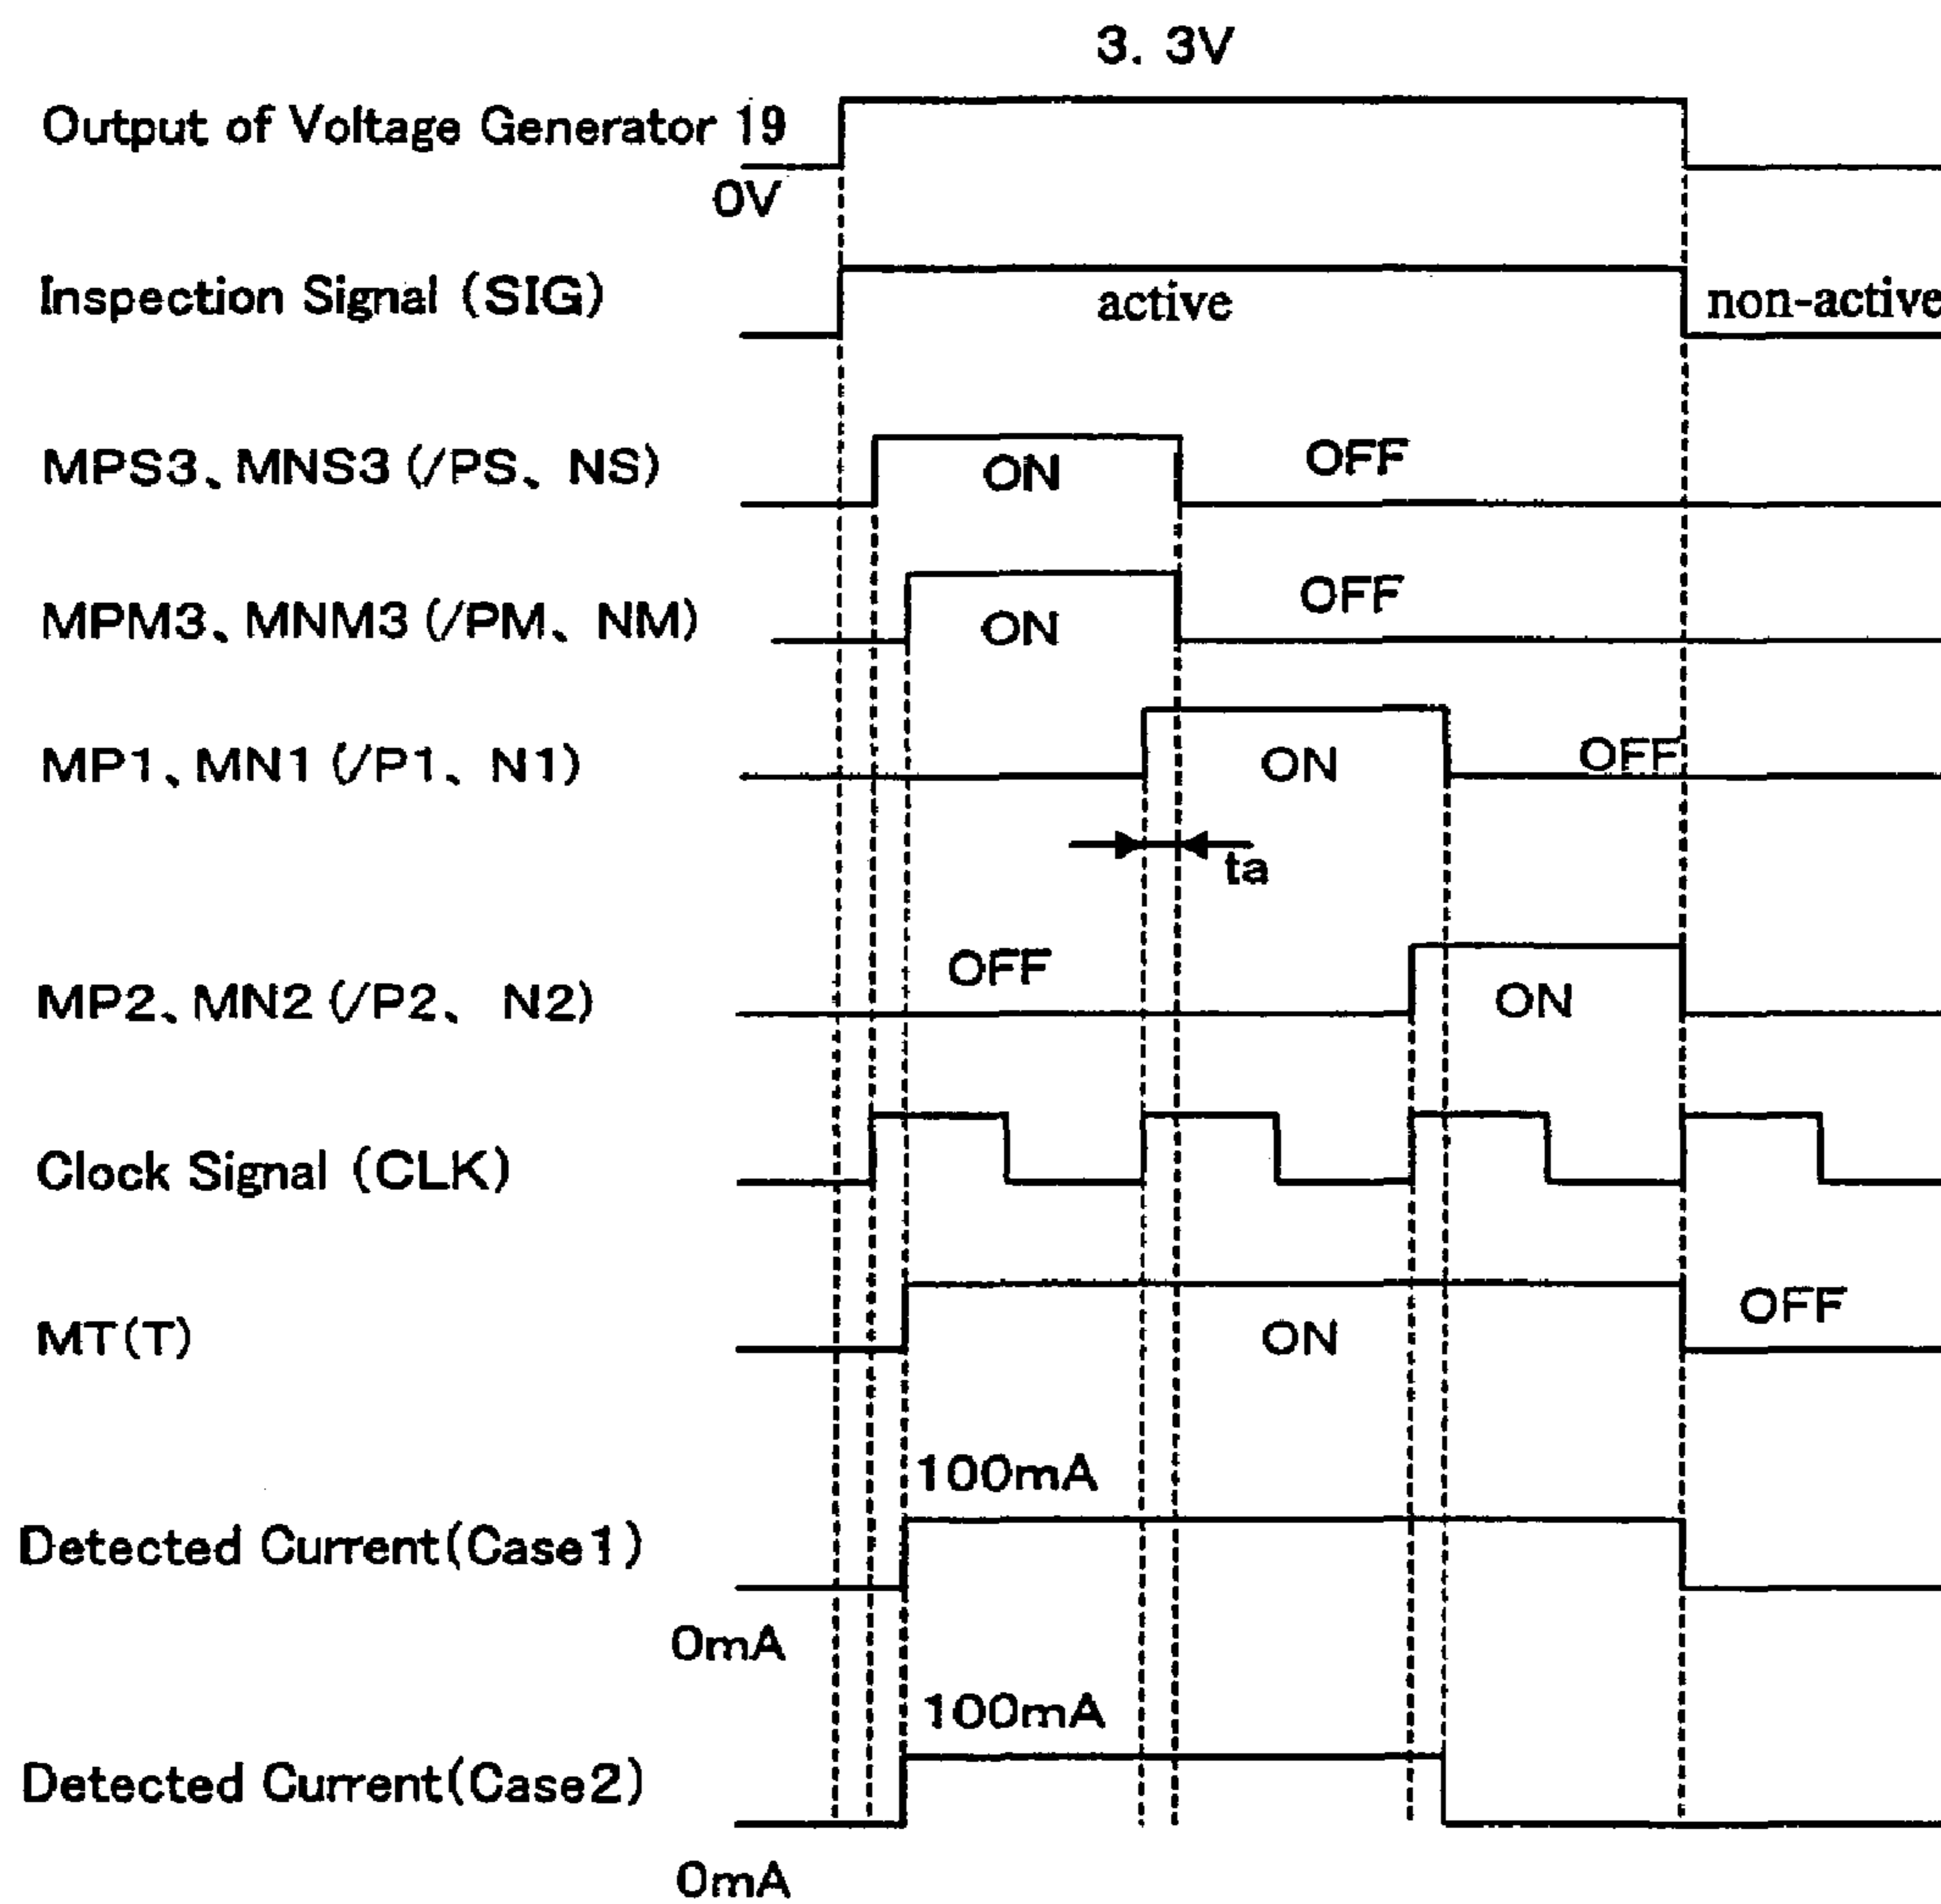 3. 3V
Output of Voltage Generator 19
0V
Inspection Signal (SIG)
active
non-active
MPS3、MNS3 (/PS、 NS)
ON
OFF
MPM3、MNM3 (/PM、 NM)
ON
OFF
MP1、MN1 (/P1、 N1)
ON
OFF
ta
MP2、MN2 (/P2、 N2)
OFF
ON
Clock Signal (CLK)
MT(T)
ON
OFF
100mA
Detected Current(Case1)
0mA
100mA
Detected Current(Case2)
0mA